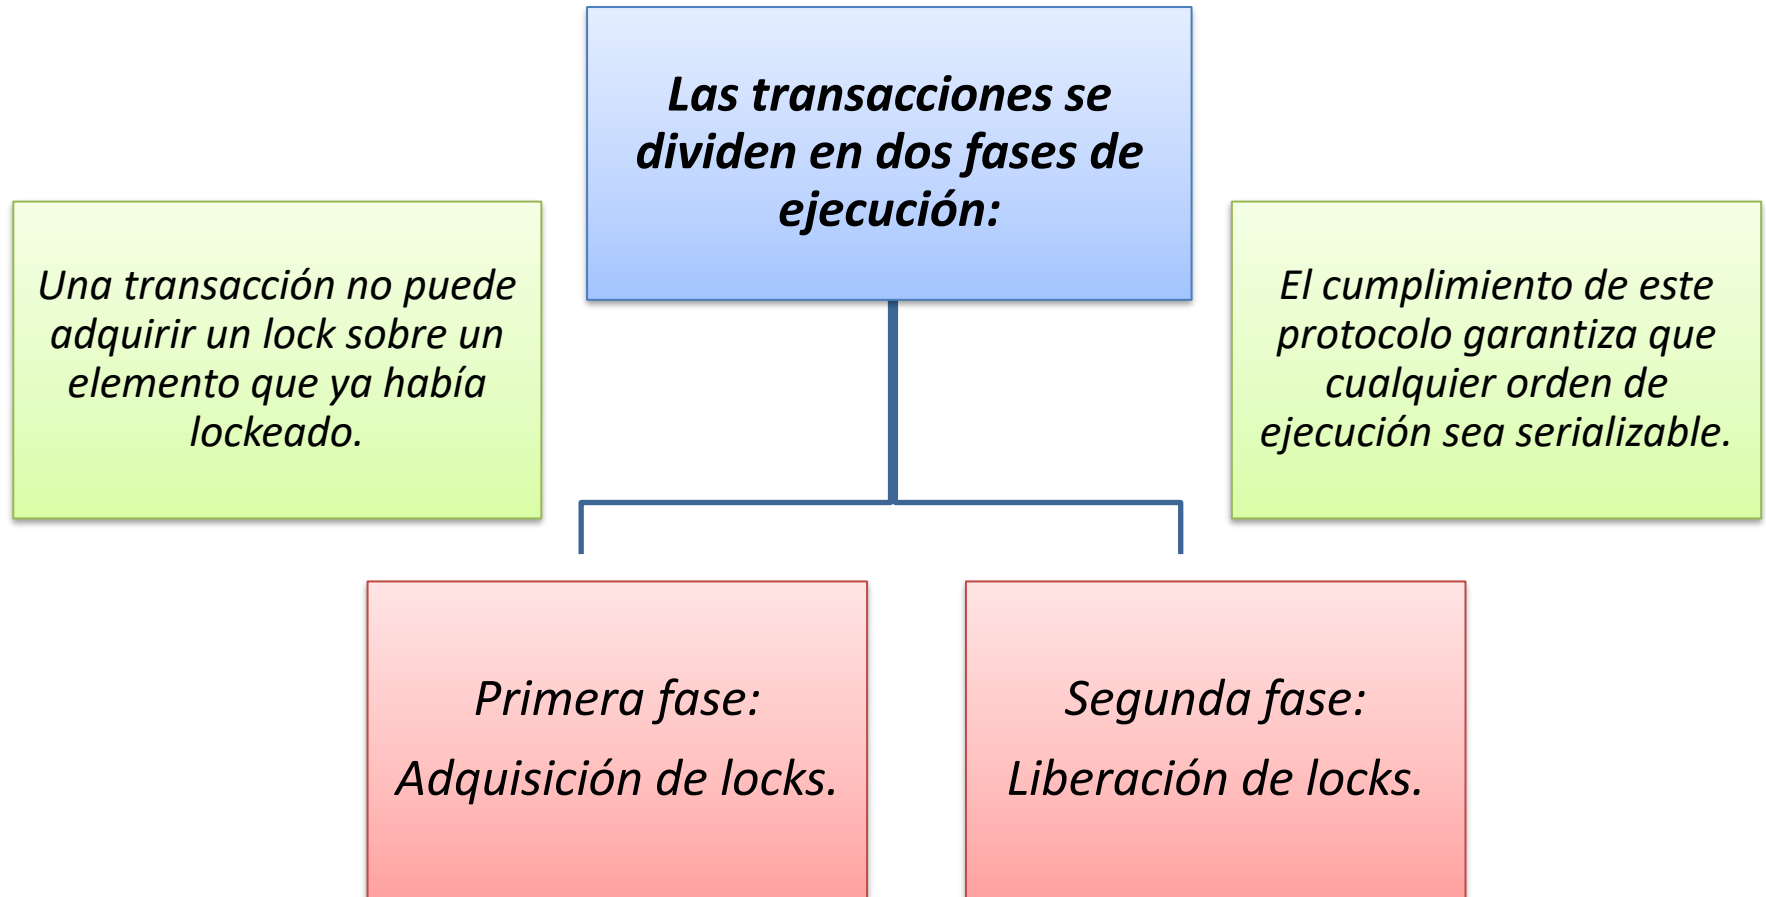 Las transacciones se
dividen en dos fases de
ejecución:
Una transacción no puede
adquirir un lock sobre un
elemento que ya había
lockeado.
El cumplimiento de este
protocolo garantiza que
cualquier orden de
ejecución sea serializable.
Primera fase:
Adquisición de locks.
Segunda fase:
Liberación de locks.